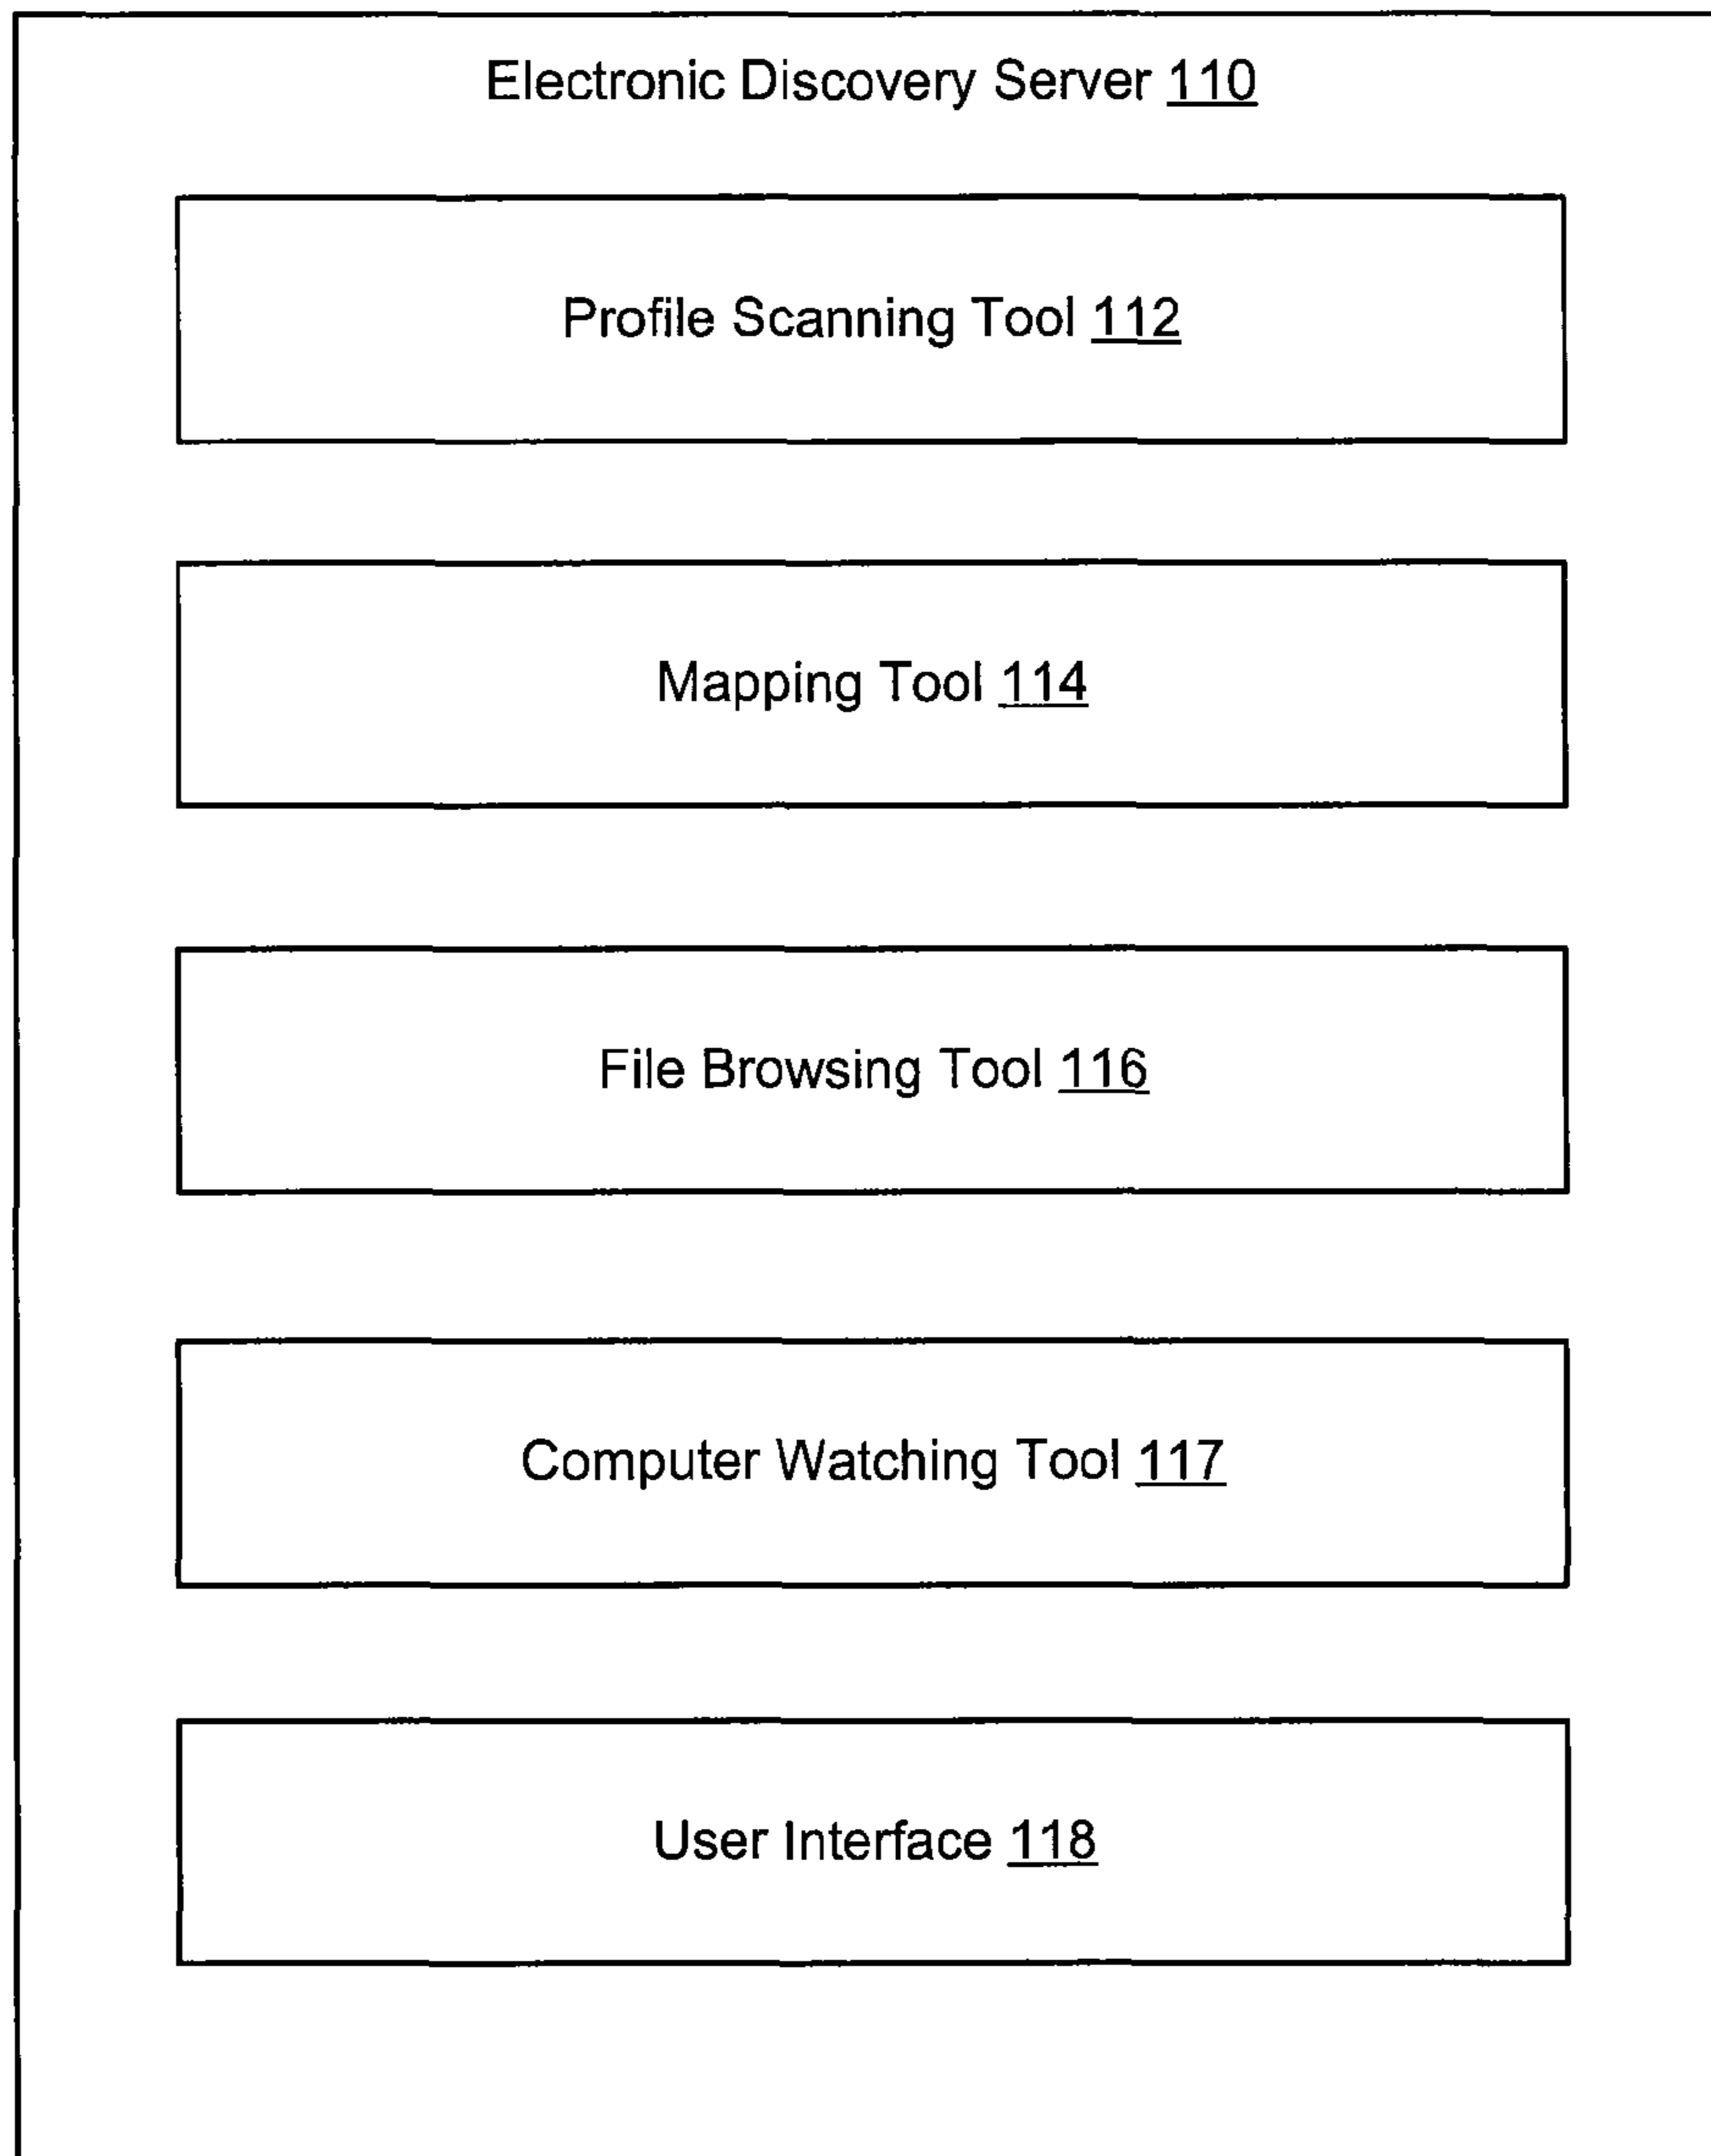 Electronic Discovery Server 110
Profile Scanning Tool 112
Mapping Tool 114
File Browsing Tool 116
Computer Watching Tool 117
User Interface 118